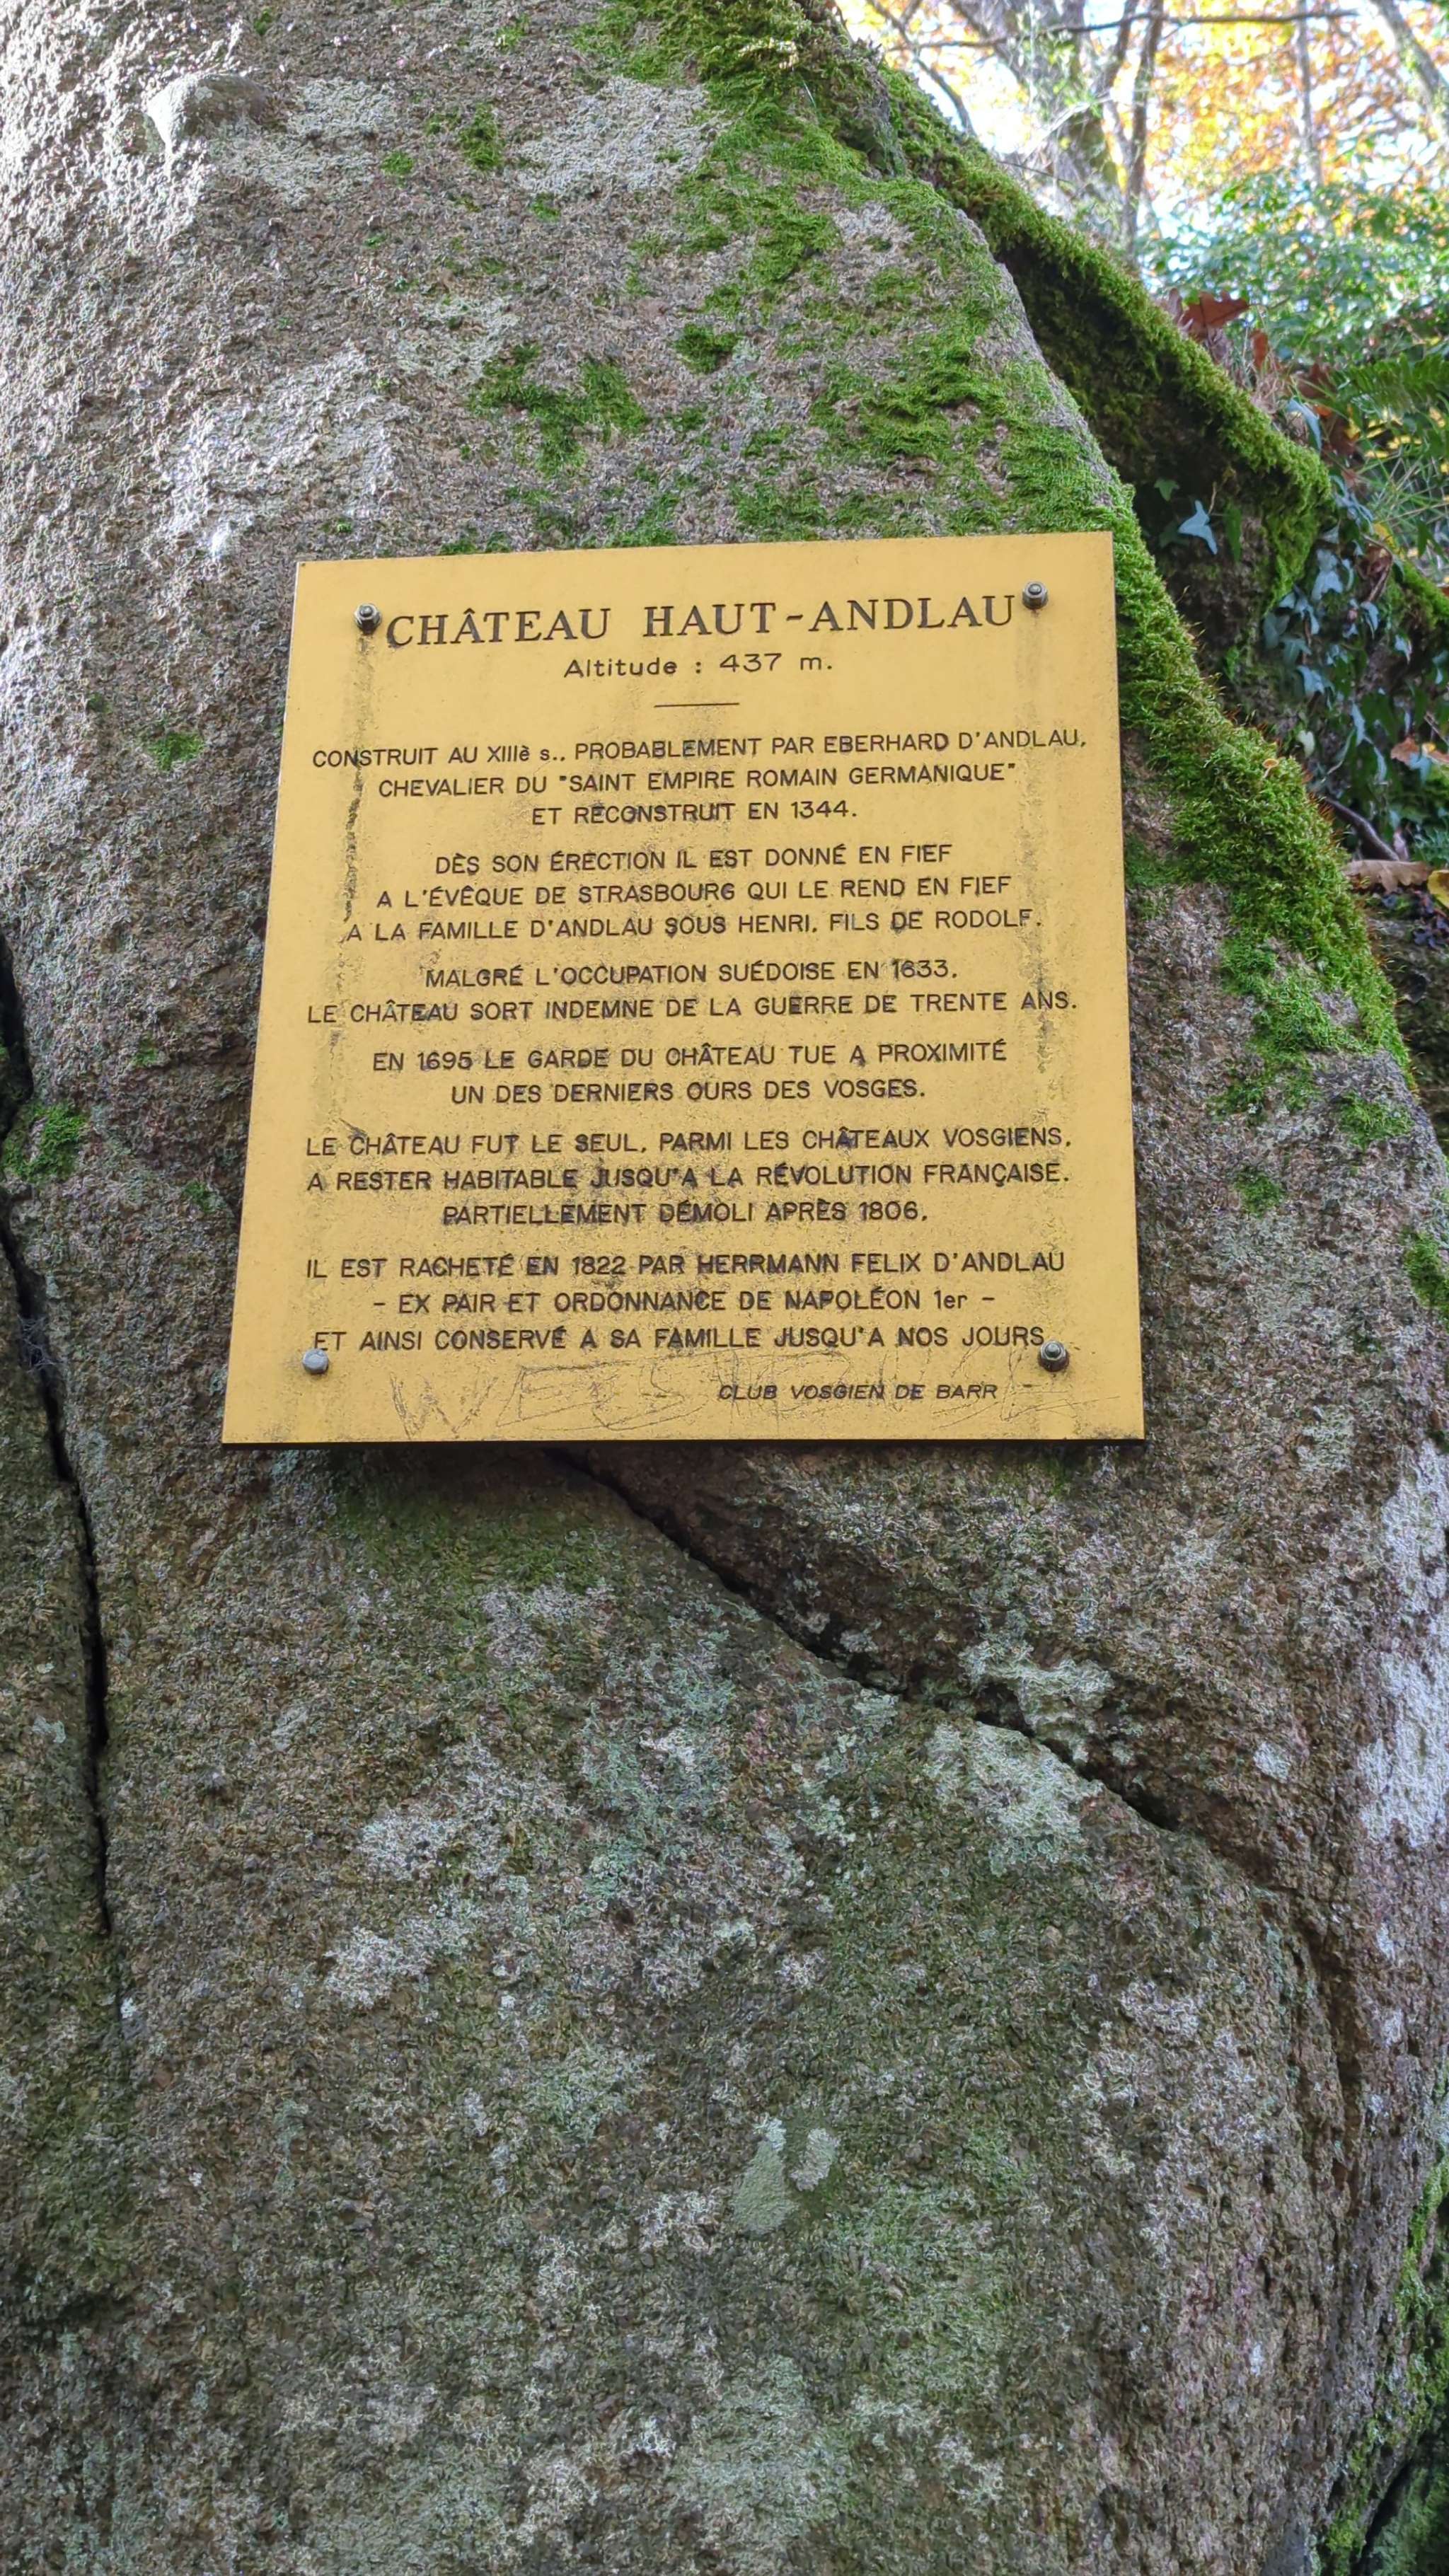 CHÂTEAU HAUT-ANDLAU
Altitude : 437 m.
CONSTRUIT AU XIIIè s., PROBABLEMENT PAR EBERHARD D'ANDLAU,
CHEVALIER DU "SAINT EMPIRE ROMAIN GERMANIQUE"
ET RECONSTRUIT EN 1344.
DÈS SON ÉRECTION IL EST DONNÉ EN FIEF
A L'ÉVÊQUE DE STRASBOURG QUI LE REND EN FIEF
A LA FAMILLE D'ANDLAU SOUS HENRI, FILS DE RODOLF.
MALGRÉ L'OCCUPATION SUÉDOISE EN 1633,
LE CHÂTEAU SORT INDEMNE DE LA GUERRE DE TRENTE ANS.
EN 1695 LE GARDE DU CHÂTEAU TUE A PROXIMITÉ
UN DES DERNIERS OURS DES VOSGES.
LE CHÂTEAU FUT LE SEUL, PARMI LES CHÂTEAUX VOSGIENS,
A RESTER HABITABLE JUSQU'A LA RÉVOLUTION FRANÇAISE.
PARTIELLEMENT DÉMOLI APRÈS 1806,
IL EST RACHETÉ EN 1822 PAR HERRMANN FELIX D'ANDLAU
- EX PAIR ET ORDONNANCE DE NAPOLÉON 1er -
ET AINSI CONSERVÉ A SA FAMILLE JUSQU'A NOS JOURS
CLUB VOSGIEN DE BARR